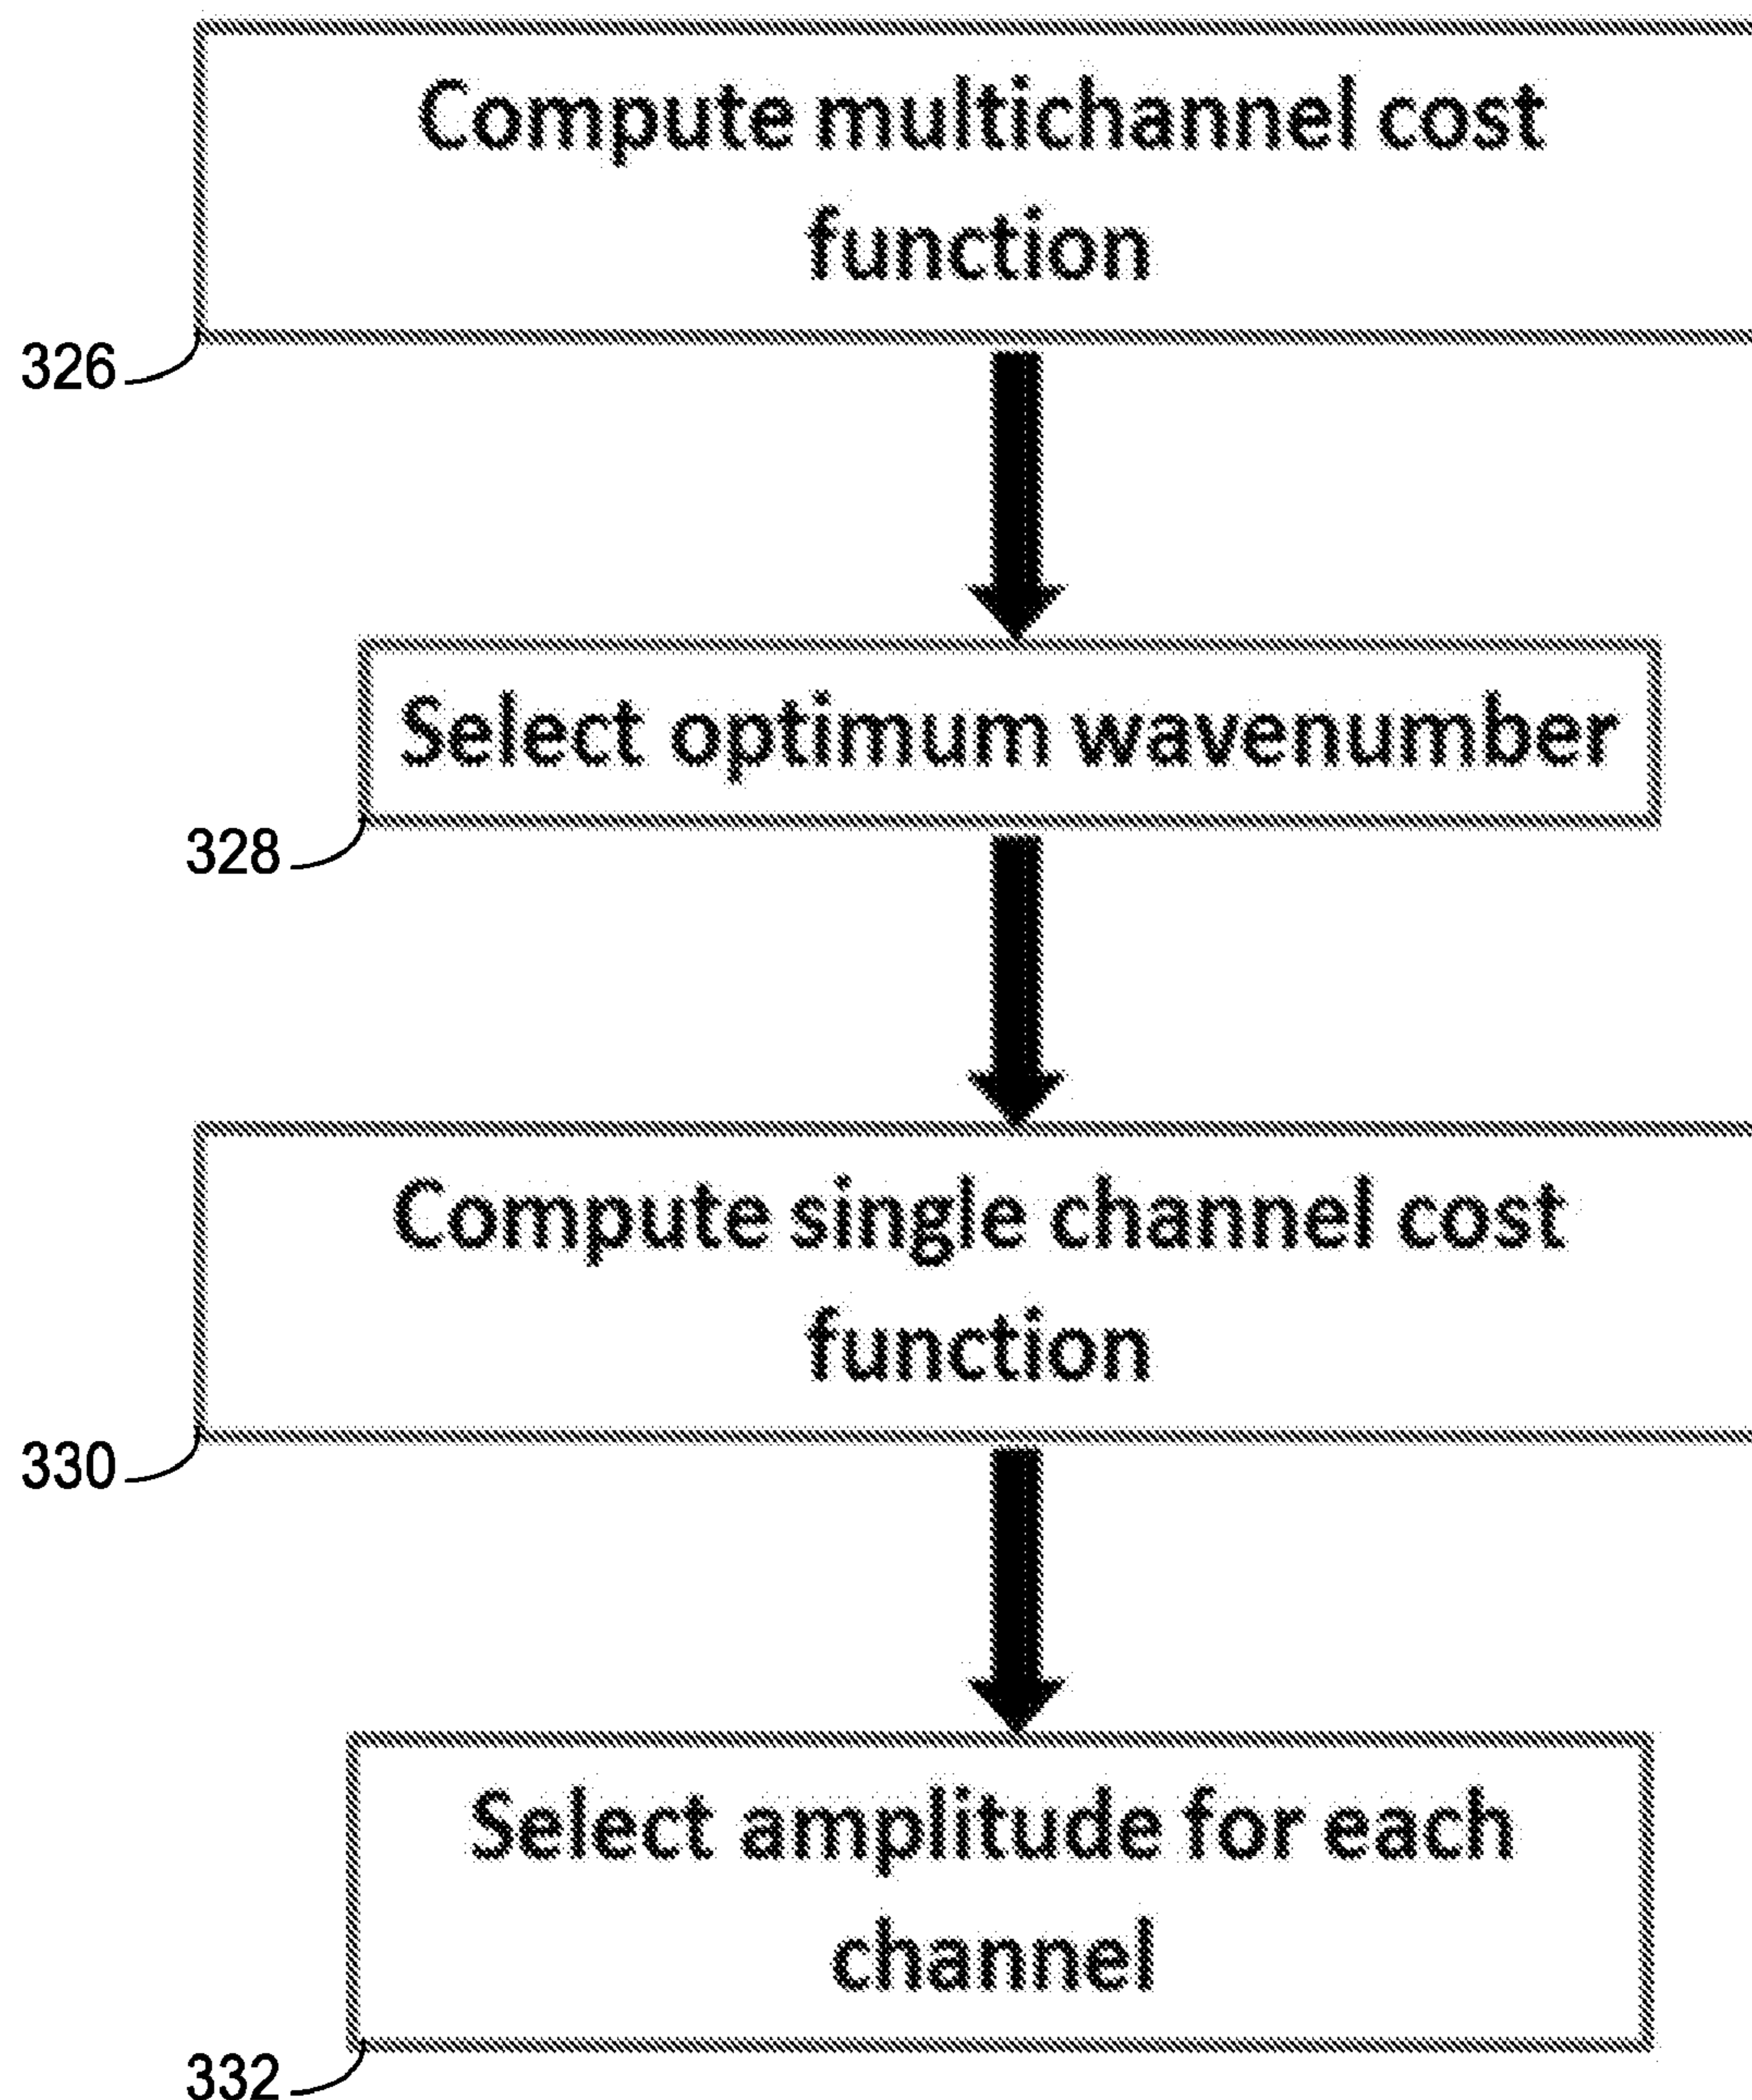 Compute multichannel cost
function
326
Select optimum wavenumber
328
Compute single channel cost
function
330
Select amplitude for each
channel
332